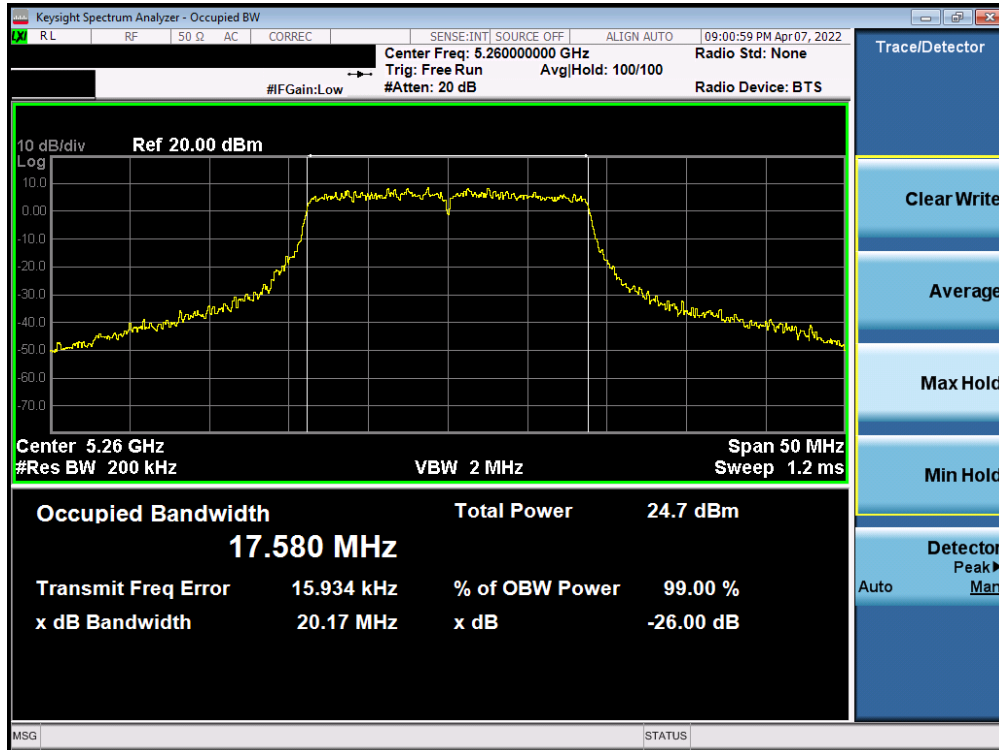 Keysight Spectrum Analyzer - Occupied BW
LXI RL RF 50 Ω AC CORREC SENSE:INT SOURCE OFF ALIGN AUTO 09:00:59 PM Apr 07, 2022
Center Freq: 5.260000000 GHz Radio Std: None
Trig: Free Run Avg|Hold: 100/100
#IFGain:Low #Atten: 20 dB Radio Device: BTS
Trace/Detector
10 dB/div Ref 20.00 dBm
Log
10.0
0.00
-10.0
-20.0
-30.0
-40.0
-50.0
-60.0
-70.0
Center 5.26 GHz Span 50 MHz
#Res BW 200 kHz VBW 2 MHz Sweep 1.2 ms
Occupied Bandwidth Total Power 24.7 dBm
17.580 MHz
Transmit Freq Error 15.934 kHz % of OBW Power 99.00 %
x dB Bandwidth 20.17 MHz x dB -26.00 dB
Clear Write
Average
Max Hold
Min Hold
Detector
Peak
Auto Man
MSG STATUS